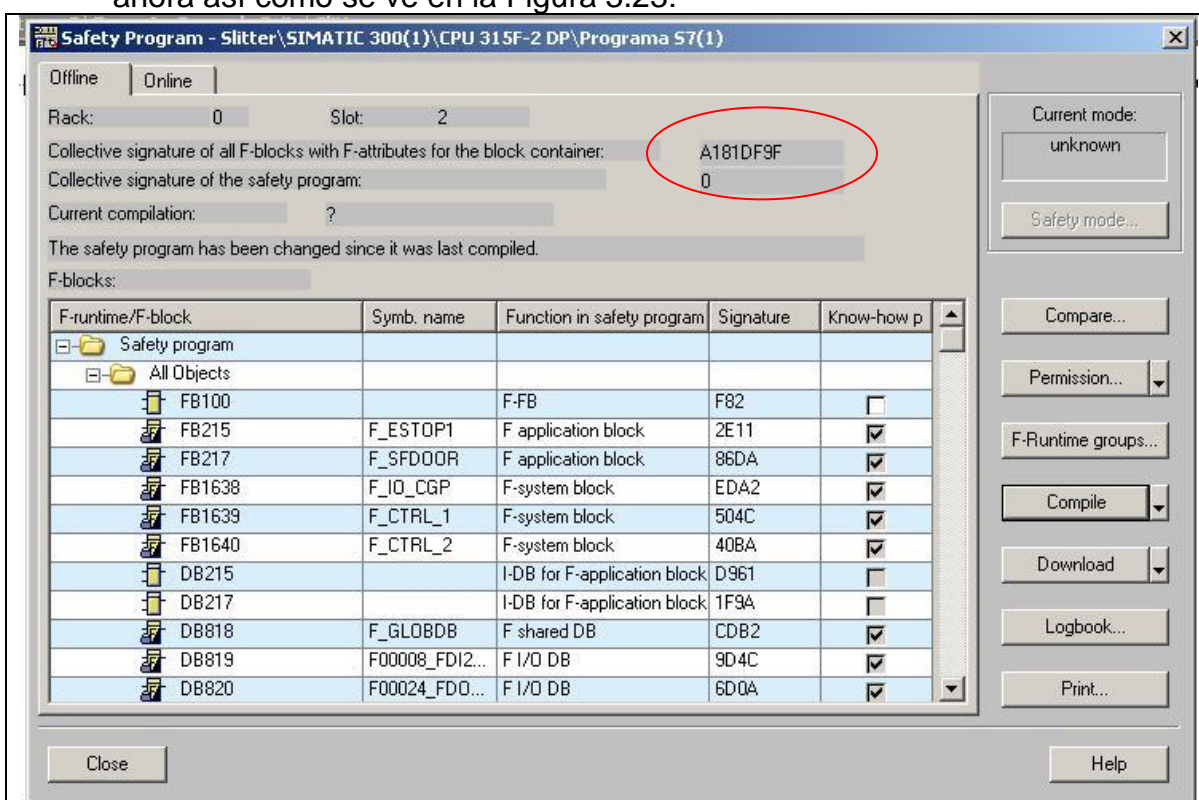 ahora así como se ve en la Figura 3.23.
Safety Program - Slitter\SIMATIC 300(1)\CPU 315F-2 DP\Programa S7(1)
Offline Online
Rack: 0 Slot: 2
Collective signature of all F-blocks with F-attributes for the block container: A181DF9F
Collective signature of the safety program: 0
Current compilation: ?
The safety program has been changed since it was last compiled.
F-blocks:
Current mode:
unknown
Safety mode...
F-runtime/F-block Symb. name Function in safety program Signature Know-how p
Safety program
All Objects
FB100 F-FB F82
FB215 F_ESTOP1 F application block 2E11
FB217 F_SFDOOR F application block 86DA
FB1638 F_IO_CGP F-system block EDA2
FB1639 F_CTRL_1 F-system block 504C
FB1640 F_CTRL_2 F-system block 40BA
DB215 I-DB for F-application block D961
DB217 I-DB for F-application block 1F9A
DB818 F_GLOBDB F shared DB CDB2
DB819 F00008_FDI2... F I/O DB 9D4C
DB820 F00024_FDO... F I/O DB 6D0A
Compare...
Permission...
F-Runtime groups...
Compile
Download
Logbook...
Print...
Close Help